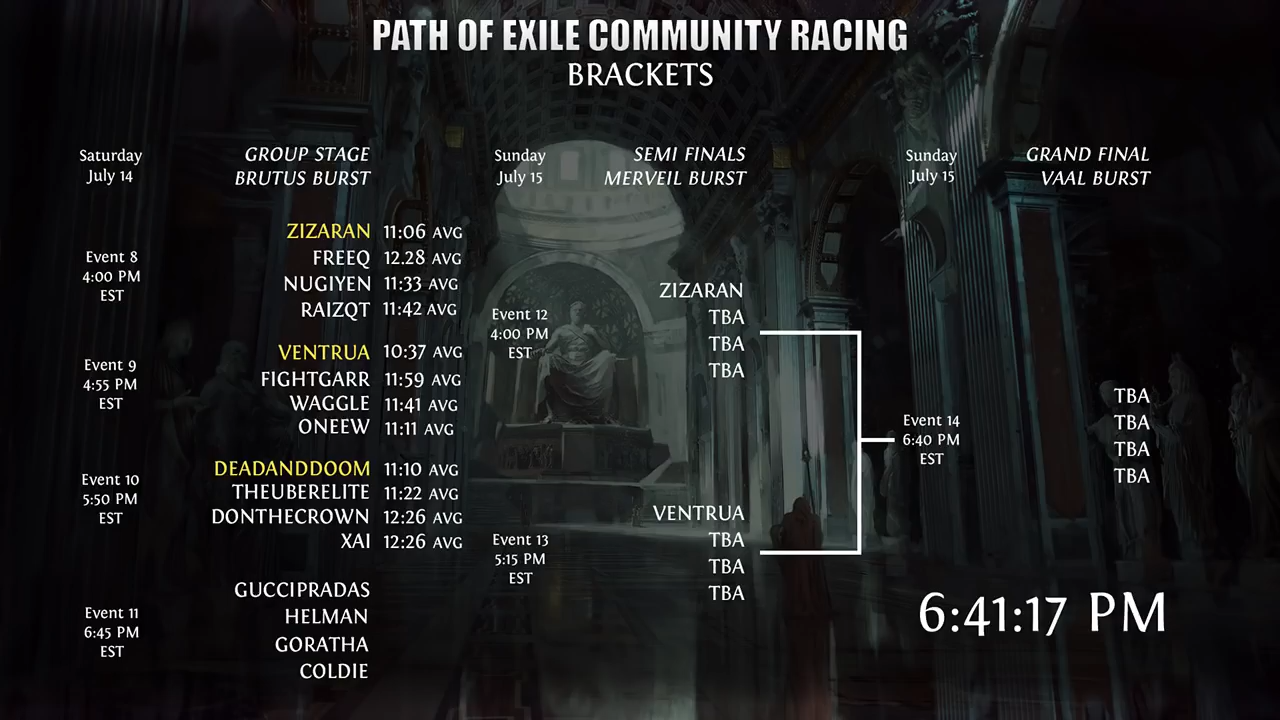 PATH OF EXILE COMMUNITY RACING
BRACKETS
Saturday
July 14
GROUP STAGE
BRUTUS BURST
Event 8
4:00 PM
EST
ZIZARAN 11:06 AVG
FREEQ 12.28 AVG
NUGIYEN 11:33 AVG
RAIZQT 11:42 AVG
Event 9
4:55 PM
EST
VENTRUA 10:37 AVG
FIGHTGARR 11:59 AVG
WAGGLE 11:41 AVG
ONEEW 11:11 AVG
Event 10
5:50 PM
EST
DEADANDDOOM 11:10 AVG
THEUBERELITE 11:22 AVG
DONTHECROWN 12:26 AVG
XAI 12:26 AVG
Event 11
6:45 PM
EST
GUCCIPRADAS
HELMAN
GORATHA
COLDIE
Sunday
July 15
SEMI FINALS
MERVEIL BURST
Event 12
4:00 PM
EST
ZIZARAN
TBA
TBA
TBA
Event 13
5:15 PM
EST
VENTRUA
TBA
TBA
TBA
Sunday
July 15
GRAND FINAL
VAAL BURST
Event 14
6:40 PM
EST
TBA
TBA
TBA
TBA
6:41:17 PM